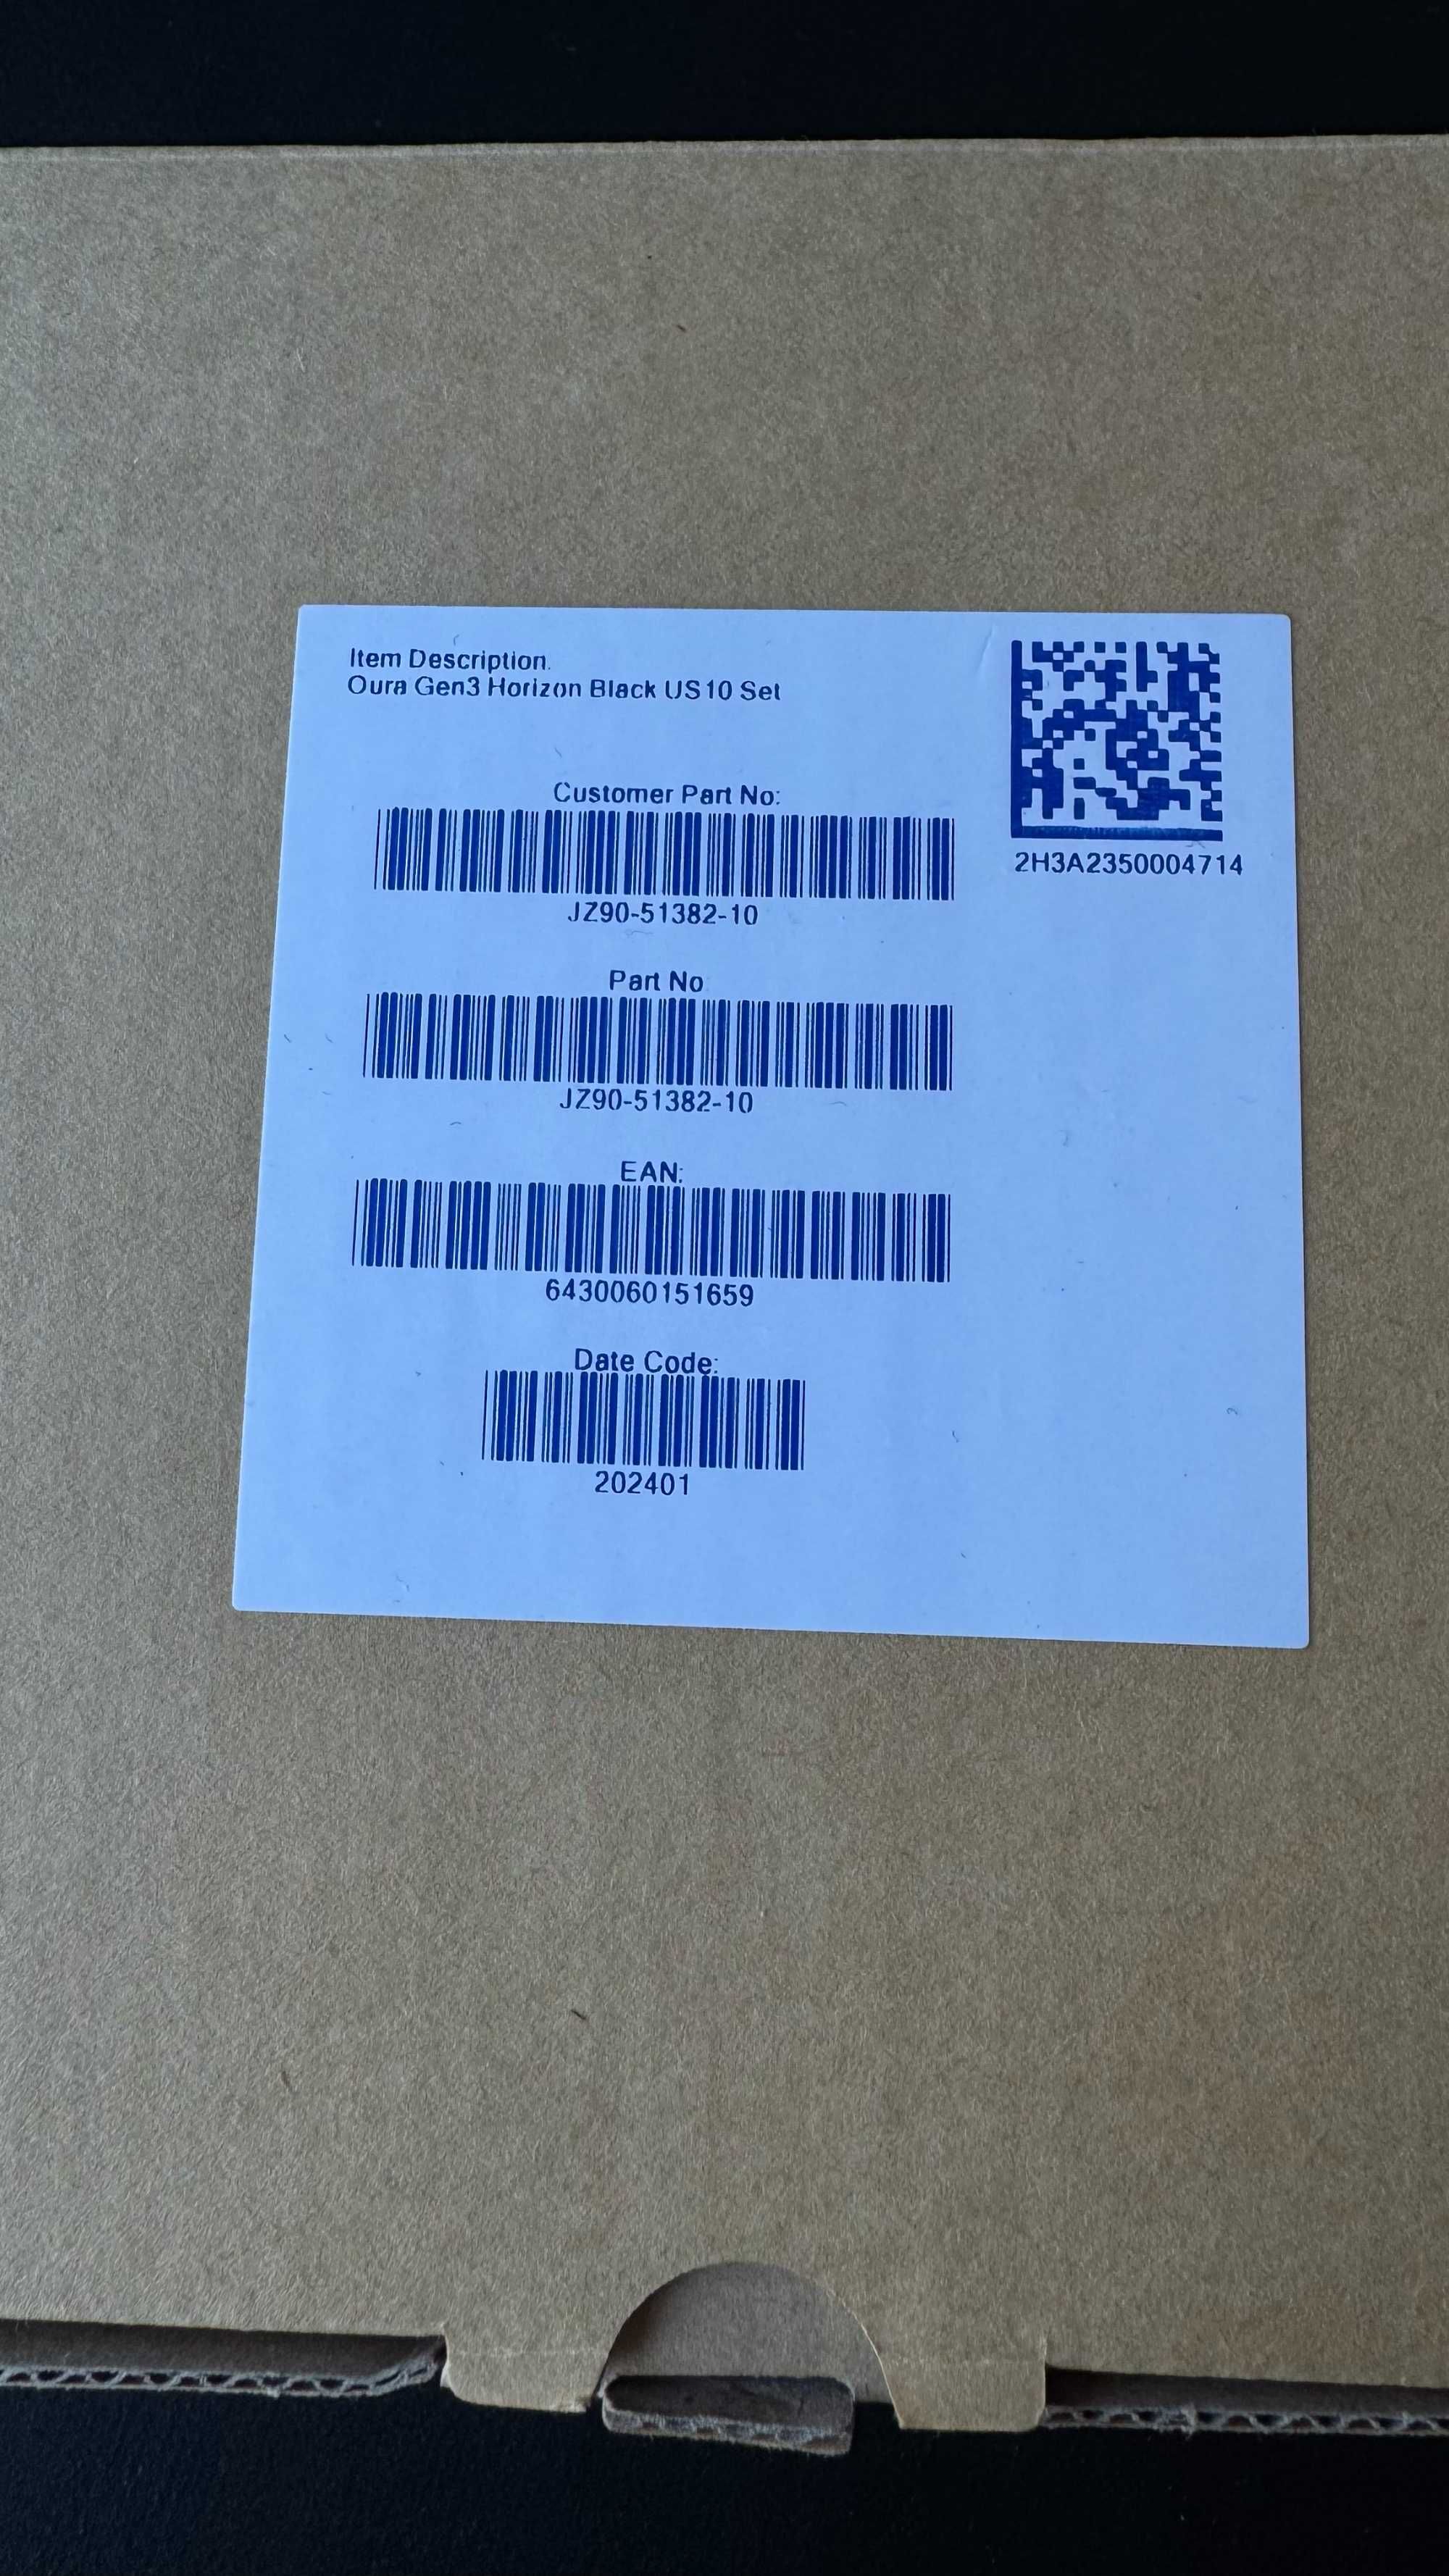 Item Description.
Oura Gen3 Horizon Black US10 Set
2H3A2350004714
Customer Part No:
JZ90-51382-10
Part No
JZ90-51382-10
EAN:
6430060151659
Date Code:
202401